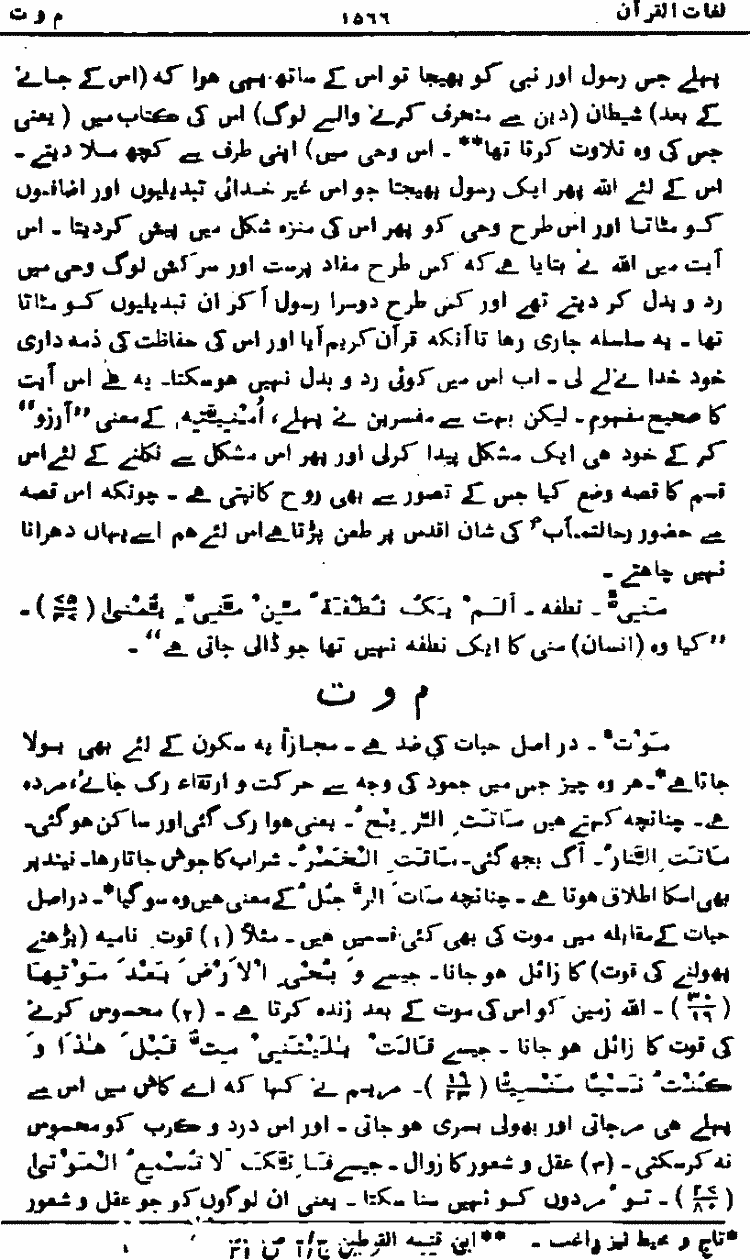 لغات القرآن ۱۵۶۶ م و ت
پہلے جس رسول اور نبی کو بھیجا تو اس کے ساتھ یہی ہوا کہ (اس کے جانے
کے بعد) شیطان (دین سے منحرف کرنے والے لوگ) اس کی کتاب میں (یعنی
جس کی وہ تلاوت کرتا تھا** ۔ اس وحی میں) اپنی طرف سے کچھ ملا دیتے ۔
اس کے لئے اللہ پھر ایک رسول بھیجتا جو اس غیر خدائی تبدیلیوں اور اضافوں
کو مٹاتا اور اس طرح وحی کو پھر اس کی منزہ شکل میں پیش کردیتا ۔ اس
آیت میں اللہ نے بتایا ہے کہ کس طرح مفاد پرست اور سرکش لوگ وحی میں
رد و بدل کر دیتے تھے اور کس طرح دوسرا رسول آ کر ان تبدیلیوں کو مٹاتا
تھا ۔ یہ سلسلہ جاری رہا تاآنکہ قرآن کریم آیا اور اس کی حفاظت کی ذمہ داری
خود خدا نے لے لی ۔ اب اس میں کوئی رد و بدل نہیں ہوسکتا۔ یہ ہے اس آیت
کا صحیح مفہوم ۔ لیکن بہت سے مفسرین نے پہلے، اُمْنِیَّتِہٖ کے معنی ’’آرزو‘‘
کر کے خود ہی ایک مشکل پیدا کرلی اور پھر اس مشکل سے نکلنے کے لئے اس
قسم کا قصہ وضع کیا جس کے تصور سے بھی روح کانپتی ہے ۔ چونکہ اس قصہ
سے حضور رسالتمآبؐ کی شان اقدس پر طعن پڑتا ہے اس لئے ہم اسے یہاں دھرانا
نہیں چاہتے ۔
مَنِیٌّ ۔ نطفہ ۔ اَلَمْ یَکُ نُطْفَۃً مِّنْ مَّنِیٍّ یُّمْنٰی (۷۵/۳۷) ۔
’’کیا وہ (انسان) منی کا ایک نطفہ نہیں تھا جو ڈالی جاتی ہے‘‘ ۔
م و ت
مَوْتٌ ۔ در اصل حیات کی ضد ہے ۔ مجازاً یہ سکون کے لئے بھی بولا
جاتا ہے*۔ ہر وہ چیز جس میں جمود کی وجہ سے حرکت و ارتقاء رک جائے، مردہ
ہے۔ چنانچہ کہتے ہیں مَاتَتِ الرِّیْحُ ۔ یعنی ہوا رک گئی اور ساکن ہوگئی۔
مَاتَتِ النَّارُ ۔ آگ بجھ گئی۔ مَاتَتِ الْخَمْرُ ۔ شراب کا جوش جاتا رہا۔ نیند پر
بھی اسکا اطلاق ہوتا ہے ۔ چنانچہ مَاتَ الرَّجُلُ کے معنی ہیں وہ سوگیا*۔ دراصل
حیات کے مقابلہ میں موت کی بھی کئی قسمیں ہیں ۔ مثلاً (۱) قوت نامیہ (بڑھنے
پھولنے کی قوت) کا زائل ہو جانا۔ جیسے وَ یُحْیِ الْاَرْضَ بَعْدَ مَوْتِہَا
(۳۰/۱۹) ۔ اللہ زمین کو اس کی موت کے بعد زندہ کرتا ہے ۔ (۲) محسوس کرنے
کی قوت کا زائل ہو جانا ۔ جیسے قَالَتْ یٰلَیْتَنِیْ مِتُّ قَبْلَ ھٰذَا وَ
کُنْتُ نَسْیًا مَّنْسِیًّا (۱۹/۲۳)۔ مریم نے کہا کہ اے کاش میں اس سے
پہلے ہی مرجاتی اور بھولی بسری ہو جاتی ۔ اور اس درد و کرب کو محسوس
نہ کرسکتی ۔ (۳) عقل و شعور کا زوال ۔ جیسے فَاِنَّکَ لَا تُسْمِعُ الْمَوْتٰی
(۲۷/۸۰) ۔ تو مُردوں کو نہیں سنا سکتا ۔ یعنی ان لوگوں کو جو عقل و شعور
*تاج و محیط نیز راغب ۔ **ابن قتیبہ القرطین